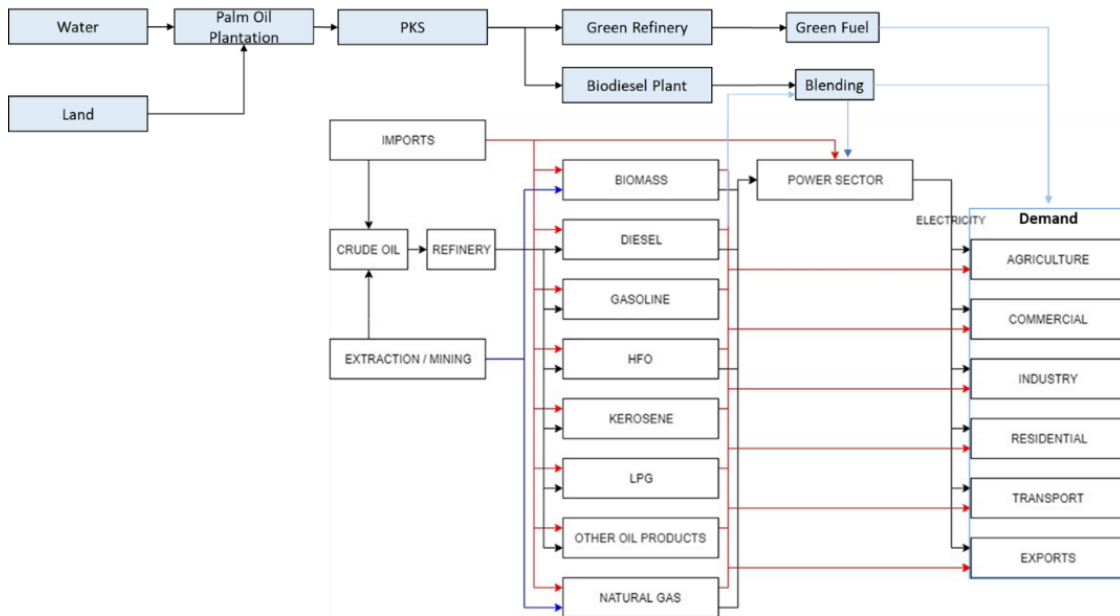 Water
Palm Oil
Plantation
PKS
Green Refinery
Green Fuel
Biodiesel Plant
Blending
Land
IMPORTS
BIOMASS
POWER SECTOR
ELECTRICITY
Demand
CRUDE OIL
REFINERY
DIESEL
AGRICULTURE
GASOLINE
COMMERCIAL
EXTRACTION / MINING
HFO
INDUSTRY
KEROSENE
RESIDENTIAL
LPG
TRANSPORT
OTHER OIL PRODUCTS
EXPORTS
NATURAL GAS